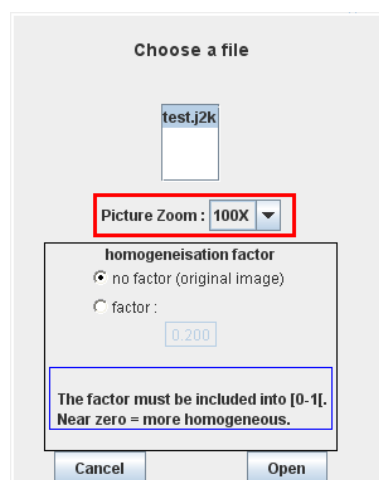 Choose a file
test.j2k
Picture Zoom : 100X
homogeneisation factor
no factor (original image)
factor :
0.200
The factor must be included into [0-1[.
Near zero = more homogeneous.
Cancel Open